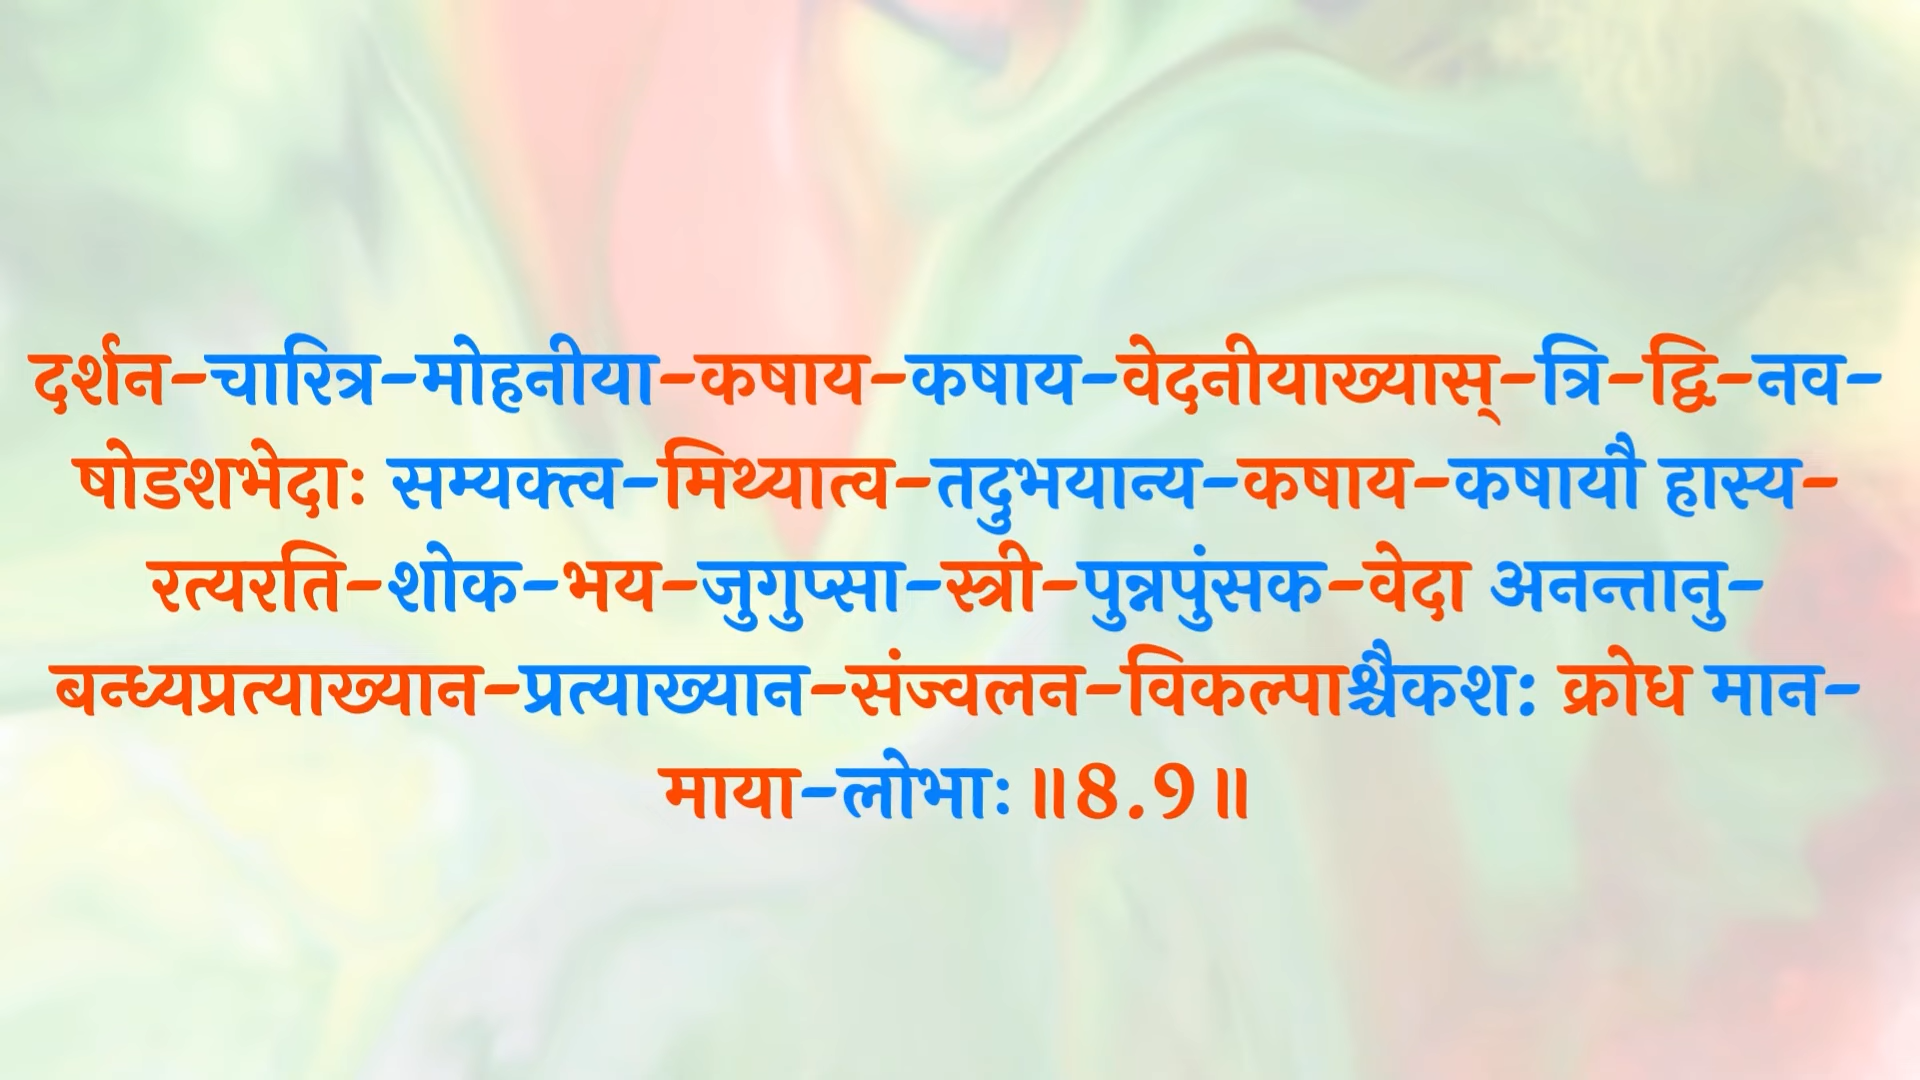 दर्शन-चारित्र-मोहनीया-कषाय-कषाय-वेदनीयाख्यास्-त्रि-द्वि-नव-
षोडशभेदाः सम्यक्त्व-मिथ्यात्व-तदुभयान्य-कषाय-कषायौ हास्य-
रत्यरति-शोक-भय-जुगुप्सा-स्त्री-पुन्नपुंसक-वेदा अनन्तानु-
बन्ध्यप्रत्याख्यान-प्रत्याख्यान-संज्वलन-विकल्पाश्चैकश: क्रोध मान-
माया-लोभाः॥8.9॥